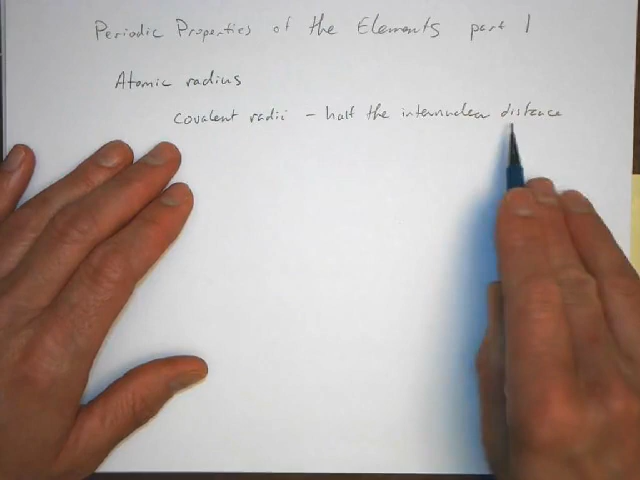 Periodic Properties of the Elements part 1
Atomic radius
Covalent radii - half the internuclear distance